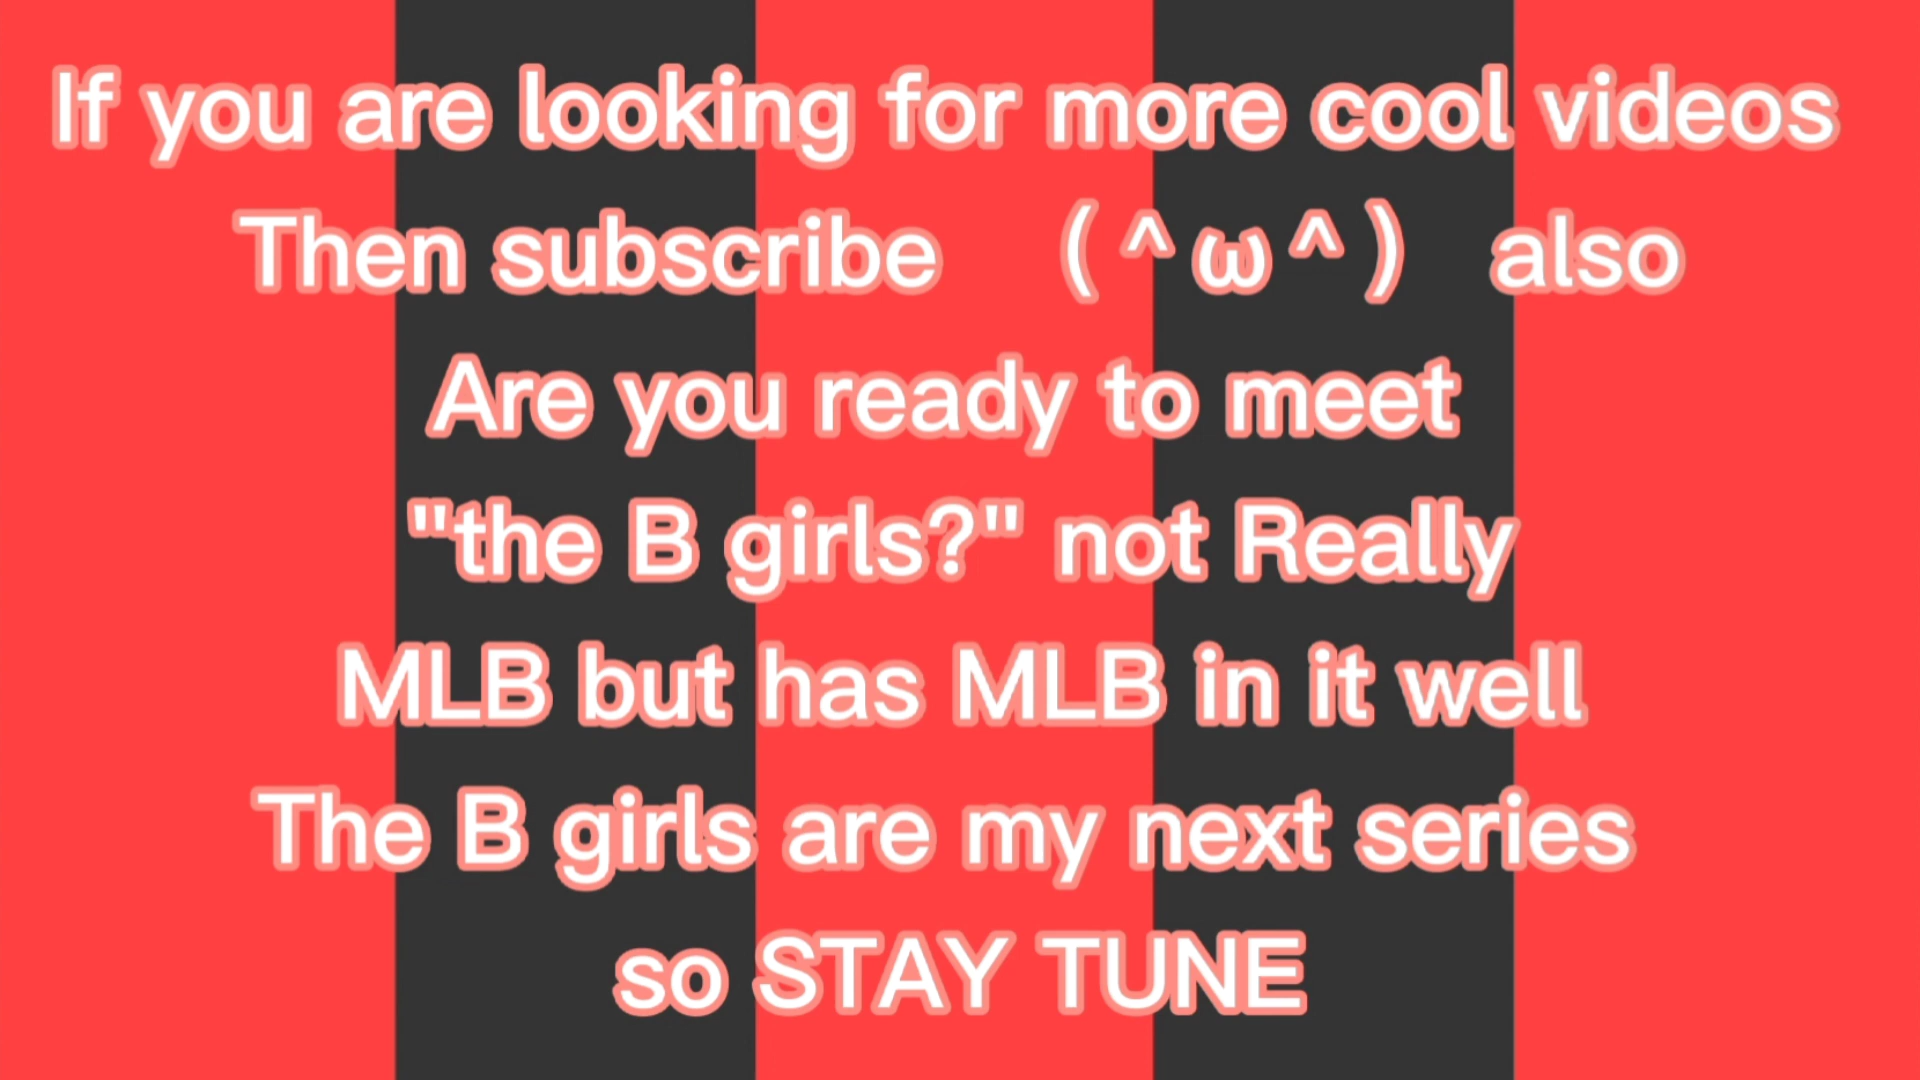 If you are looking for more cool videos
Then subscribe （^ω^） also
Are you ready to meet
"the B girls?" not Really
MLB but has MLB in it well
The B girls are my next series
so STAY TUNE